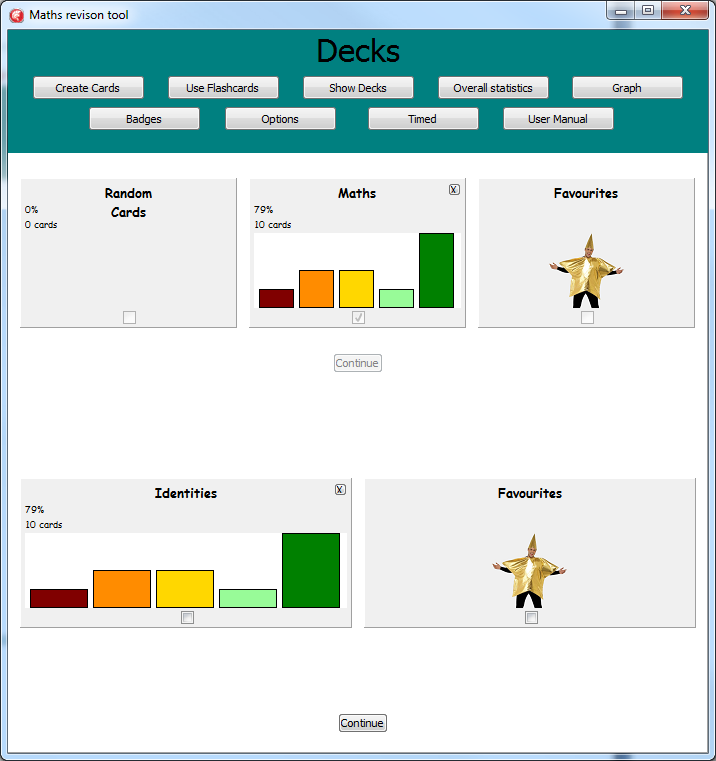 Maths revison tool
Decks
Create Cards
Use Flashcards
Show Decks
Overall statistics
Graph
Badges
Options
Timed
User Manual
Random
Cards
0%
0 cards
Maths
X
79%
10 cards
Favourites
Continue
Identities
X
79%
10 cards
Favourites
Continue